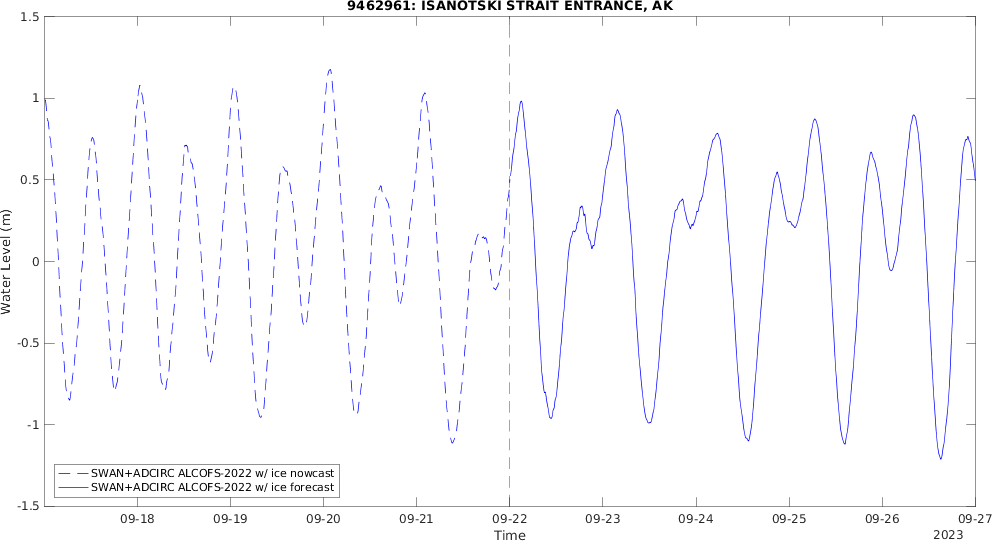 9462961: ISANOTSKI STRAIT ENTRANCE, AK
1.5
1
0.5
0
-0.5
-1
-1.5
Water Level (m)
SWAN+ADCIRC ALCOFS-2022 w/ ice nowcast
SWAN+ADCIRC ALCOFS-2022 w/ ice forecast
09-18 09-19 09-20 09-21 09-22 09-23 09-24 09-25 09-26 09-27
Time
2023